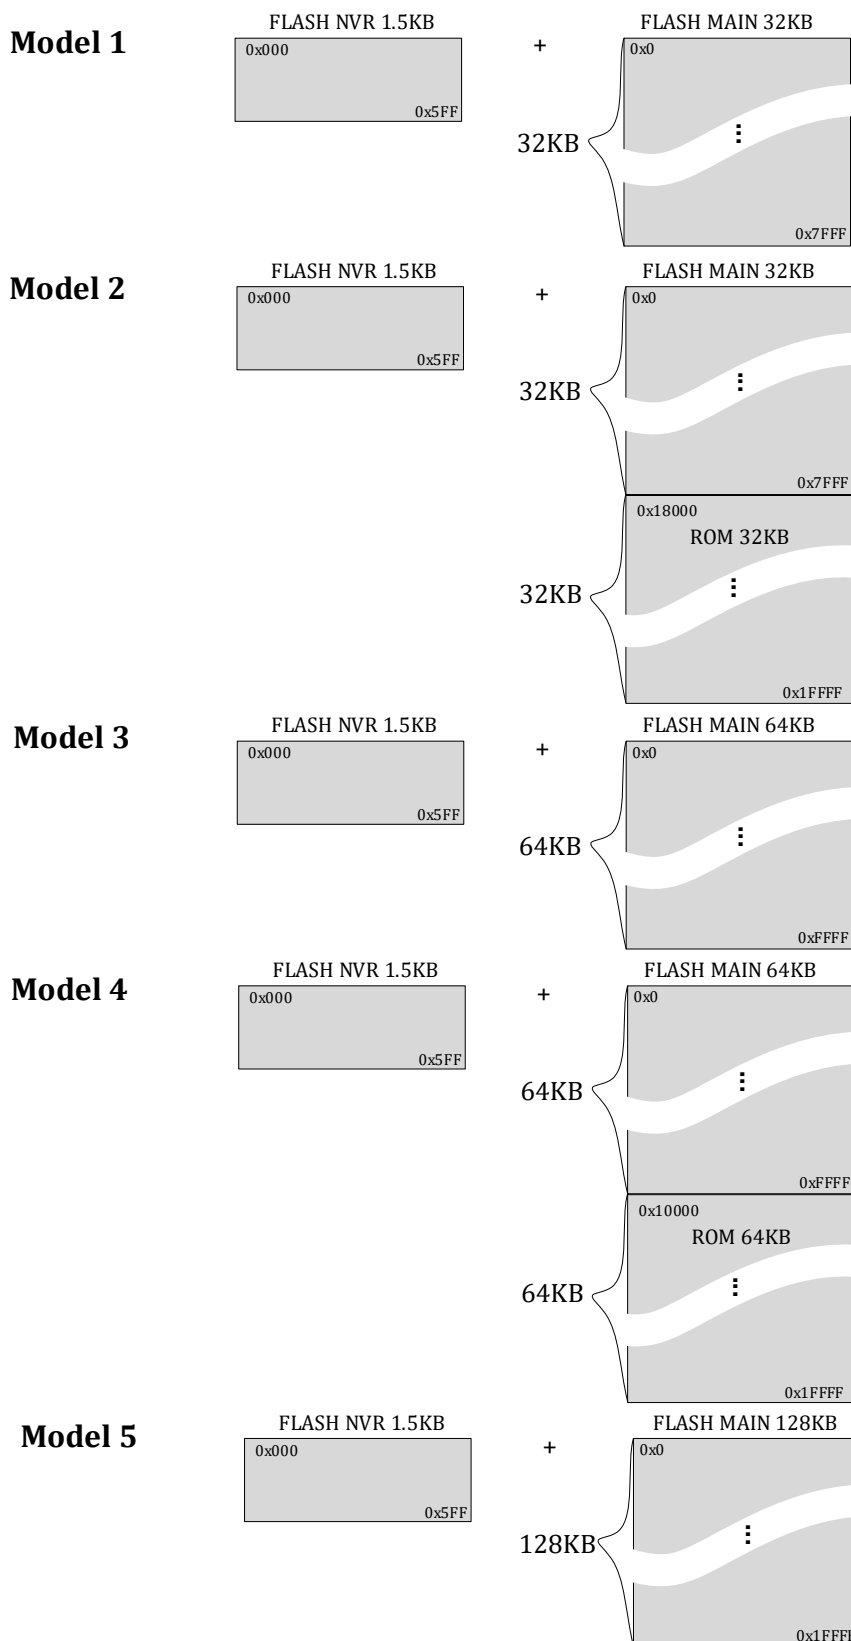 FLASH NVR 1.5KB FLASH MAIN 32KB
Model 1 + 
0x000 0x0
0x5FF
32KB
⋮
0x7FFF
FLASH NVR 1.5KB FLASH MAIN 32KB
Model 2 +
0x000 0x0
0x5FF
32KB
⋮
0x7FFF
0x18000
ROM 32KB
32KB
⋮
0x1FFFF
FLASH NVR 1.5KB FLASH MAIN 64KB
Model 3 +
0x000 0x0
0x5FF
64KB
⋮
0xFFFF
FLASH NVR 1.5KB FLASH MAIN 64KB
Model 4 +
0x000 0x0
0x5FF
64KB
⋮
0xFFFF
0x10000
ROM 64KB
64KB
⋮
0x1FFFF
FLASH NVR 1.5KB FLASH MAIN 128KB
Model 5 +
0x000 0x0
0x5FF
128KB
⋮
0x1FFFF